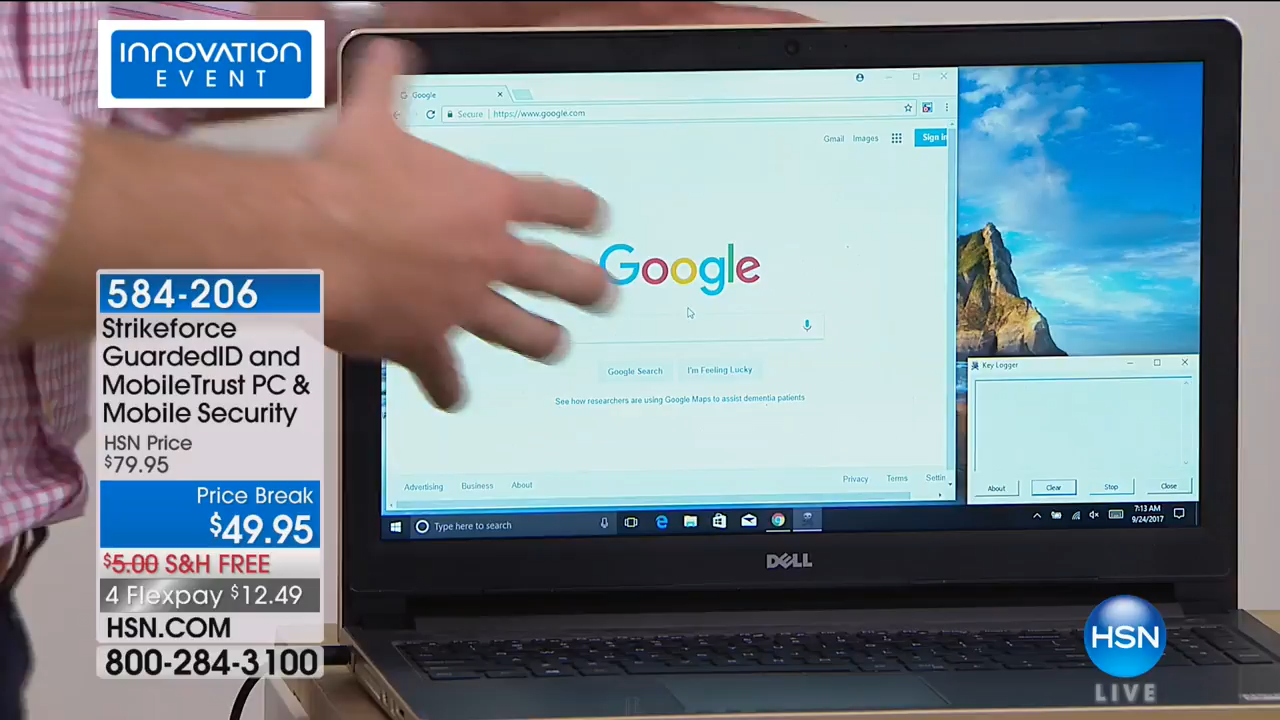 INNOVATION
EVENT
584-206
Strikeforce
GuardedID and
MobileTrust PC &
Mobile Security
HSN Price
$79.95
Price Break
$49.95
$5.00 S&H FREE
4 Flexpay $12.49
HSN.COM
800-284-3100
Google
Secure
https://www.google.com
Gmail Images Sign in
Google
Google Search I'm Feeling Lucky
See how researchers are using Google Maps to assist dementia patients
Advertising Business About Privacy Terms Settin
Key Logger
About Clear Stop Close
Type here to search
7:13 AM
9/24/2017
DELL
HSN
LIVE